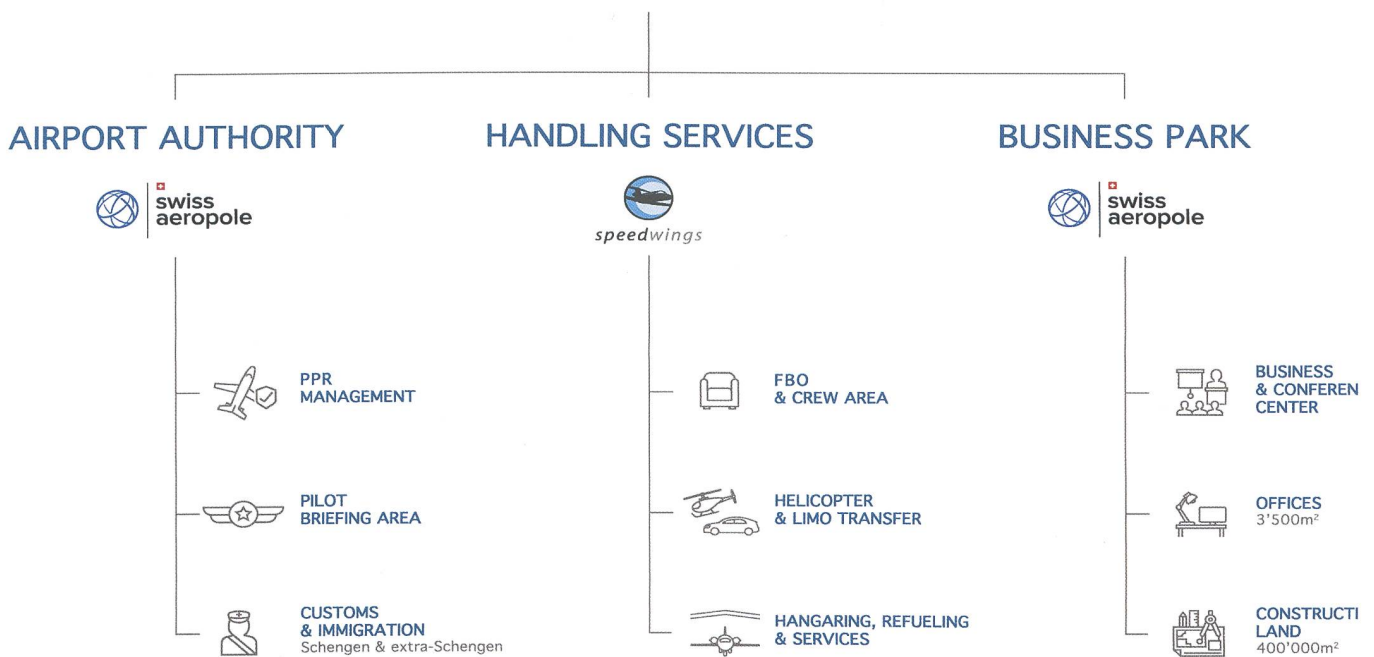 AIRPORT AUTHORITY
swiss
aeropole
PPR
MANAGEMENT
PILOT
BRIEFING AREA
CUSTOMS
& IMMIGRATION
Schengen & extra-Schengen
HANDLING SERVICES
speedwings
FBO
& CREW AREA
HELICOPTER
& LIMO TRANSFER
HANGARING, REFUELING
& SERVICES
BUSINESS PARK
swiss
aeropole
BUSINESS
& CONFEREN
CENTER
OFFICES
3'500m²
CONSTRUCTI
LAND
400'000m²